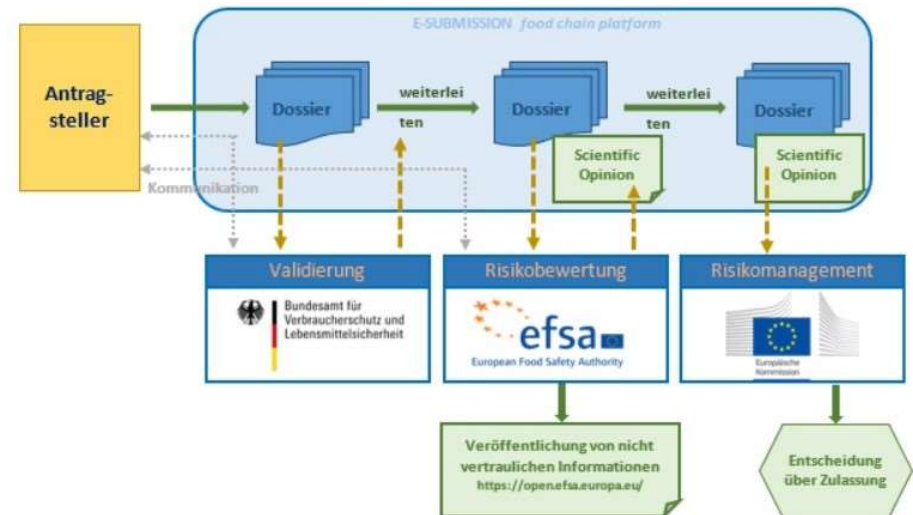 E-SUBMISSION food chain platform
Antrag-
steller
Dossier
weiterlei
ten
Dossier
weiterlei
ten
Dossier
Scientific
Opinion
Scientific
Opinion
Kommunikation
Validierung
Risikobewertung
Risikomanagement
Bundesamt für
Verbraucherschutz und
Lebensmittelsicherheit
efsa
European Food Safety Authority
Europäische
Kommission
Veröffentlichung von nicht
vertraulichen Informationen
https://open.efsa.europa.eu/
Entscheidung
über Zulassung